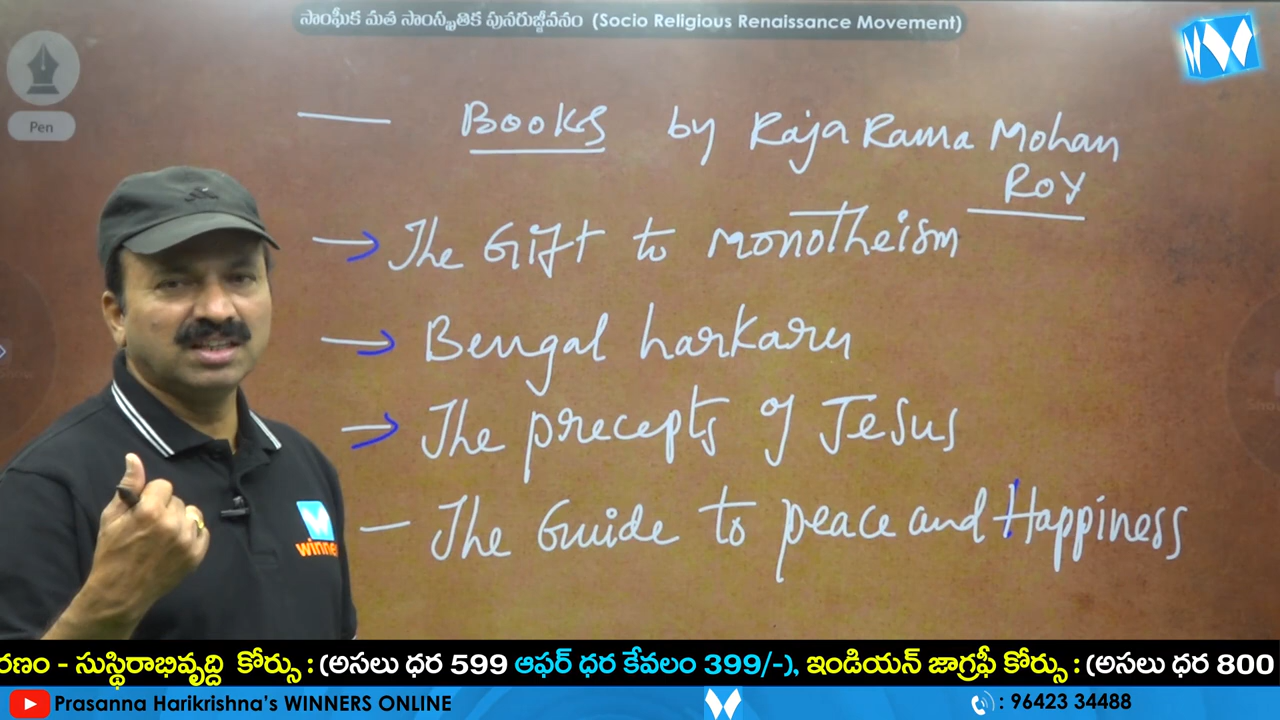 సాంఘీక మత సాంస్కృతిక పునరుజ్జీవనం (Socio Religious Renaissance Movement)
Pen
Books by Raja Rama Mohan
Roy
The Gift to monotheism
Bengal harkaru
The precepts of Jesus
The Guide to peace and Happiness
winne
రణం - సుస్థిరాభివృద్ది కోర్సు : (అసలు ధర 599 ఆఫర్ ధర కేవలం 399/-), ఇండియన్ జాగ్రఫీ కోర్సు : (అసలు ధర 800
Prasanna Harikrishna's WINNERS ONLINE
: 96423 34488